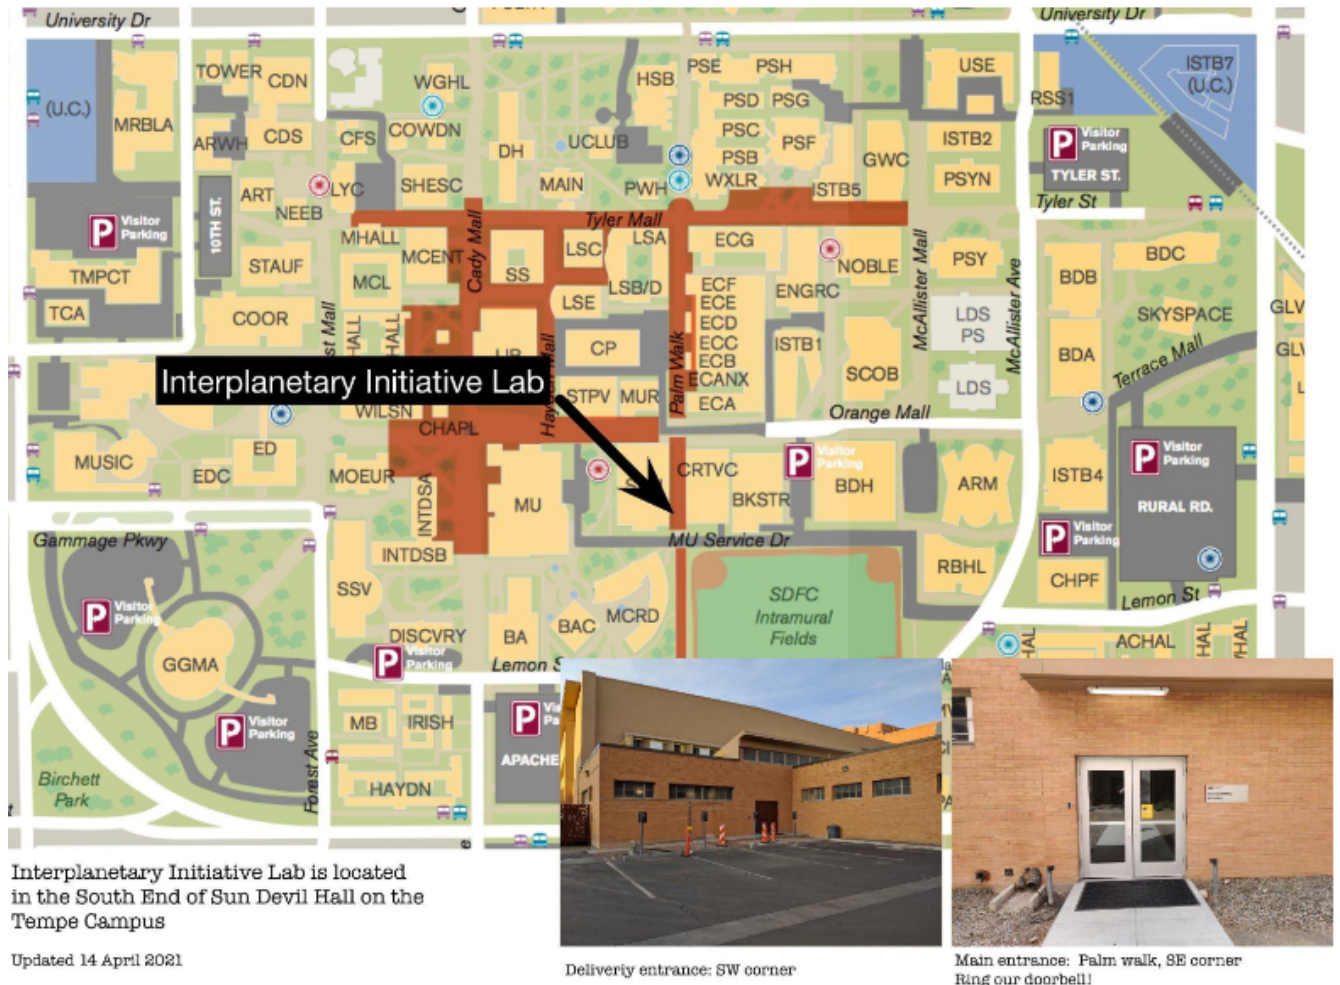 University Dr
University Dr
TOWER
CDN
WGHL
HSB
PSE
PSH
USE
ISTB7
(U.C.)
(U.C.)
MRBLA
RSS1
PSD
PSG
ARWH
CDS
CFS
COWDN
DH
UCLUB
PSC
PSF
ISTB2
Visitor
Parking
TYLER ST.
PSB
GWC
ART
LYC
SHESC
MAIN
PWH
WXLR
ISTB5
PSYN
NEEB
10TH ST.
Tyler St
Visitor
Parking
Cady Mall
Tyler Mall
MHALL
MCENT
LSC
LSA
ECG
NOBLE
McAllister Mall
PSY
McAllister Ave
BDC
STAUF
SS
BDB
TMPCT
MCL
LSB/D
ECF
ENGRC
LSE
ECE
TCA
COOR
HALL
HALL
ECD
LDS
PS
SKYSPACE
GLV
CP
ECC
ISTB1
BDA
ECB
SCOB
Terrace Mall
Interplanetary Initiative Lab
ECANX
LDS
STPV
MUR
Palm Walk
ECA
WILSN
Orange Mall
CHAPL
MUSIC
ED
EDC
MOEUR
INTDSA
MU
CRTVC
BKSTR
Visitor
Parking
BDH
ARM
ISTB4
Visitor
Parking
RURAL RD.
Gammage Pkwy
INTDSB
MU Service Dr
Visitor
Parking
RBHL
CHPF
SSV
SDFC
Intramural
Fields
Lemon St
Visitor
Parking
DISCVRY
BA
BAC
MCRD
HAL
ACHAL
HAL
GGMA
Visitor
Parking
Lemon S
Visitor
Parking
MB
IRISH
APACHE
Forest Ave
Birchett
Park
HAYDN
Interplanetary Initiative Lab is located
in the South End of Sun Devil Hall on the
Tempe Campus
Updated 14 April 2021
Deliveriy entrance: SW corner
Main entrance: Palm walk, SE corner
Ring our doorbell!